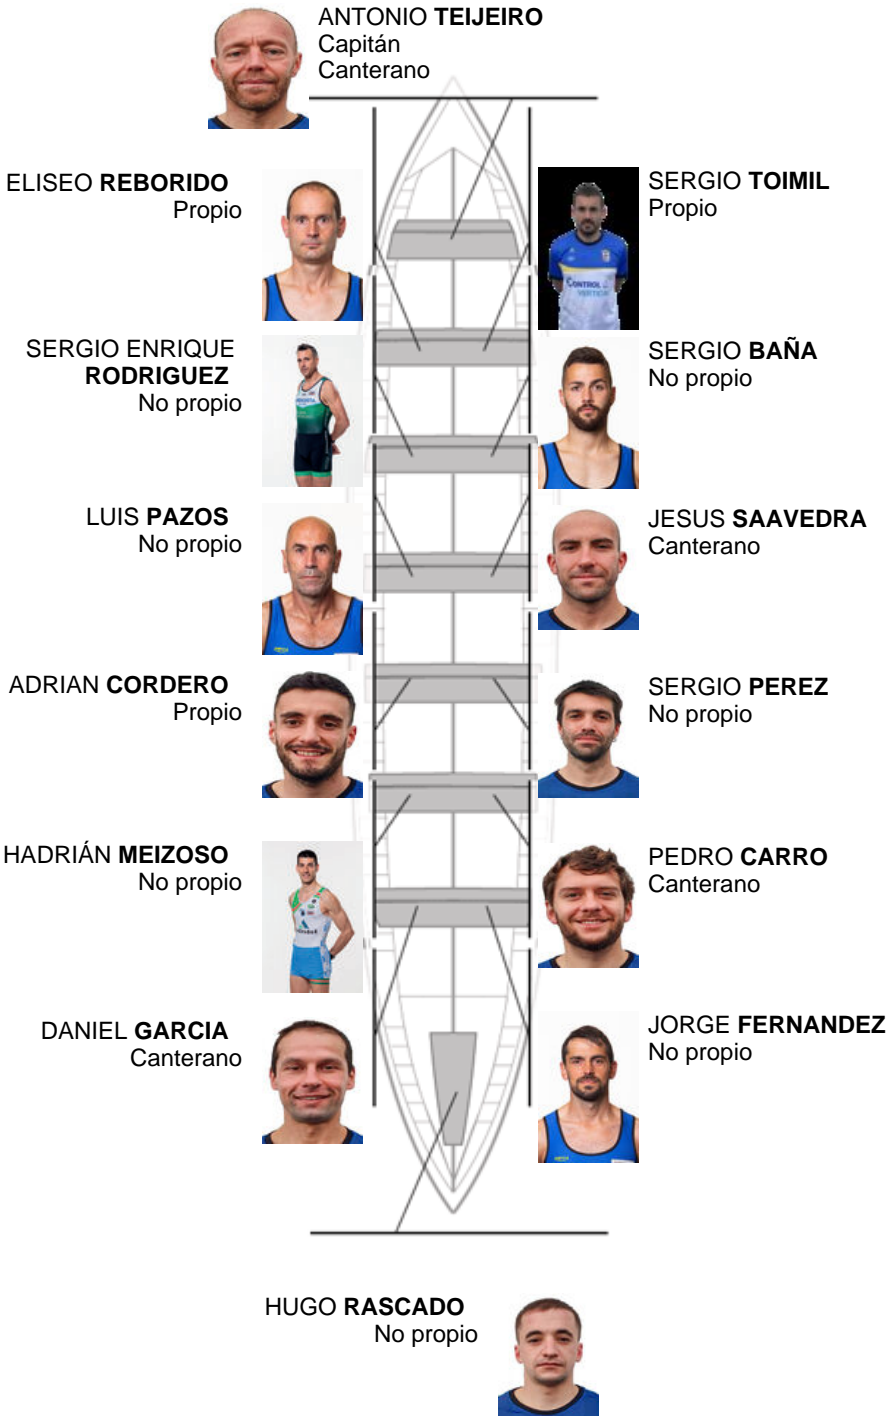 ANTONIO TEIJEIRO
Capitán
Canterano
ELISEO REBORIDO
Propio
SERGIO TOIMIL
Propio
CONTROL
VERTICAL
SERGIO ENRIQUE
RODRIGUEZ
No propio
SERGIO BAÑA
No propio
LUIS PAZOS
No propio
JESUS SAAVEDRA
Canterano
ADRIAN CORDERO
Propio
SERGIO PEREZ
No propio
HADRIÁN MEIZOSO
No propio
PEDRO CARRO
Canterano
DANIEL GARCIA
Canterano
JORGE FERNANDEZ
No propio
HUGO RASCADO
No propio